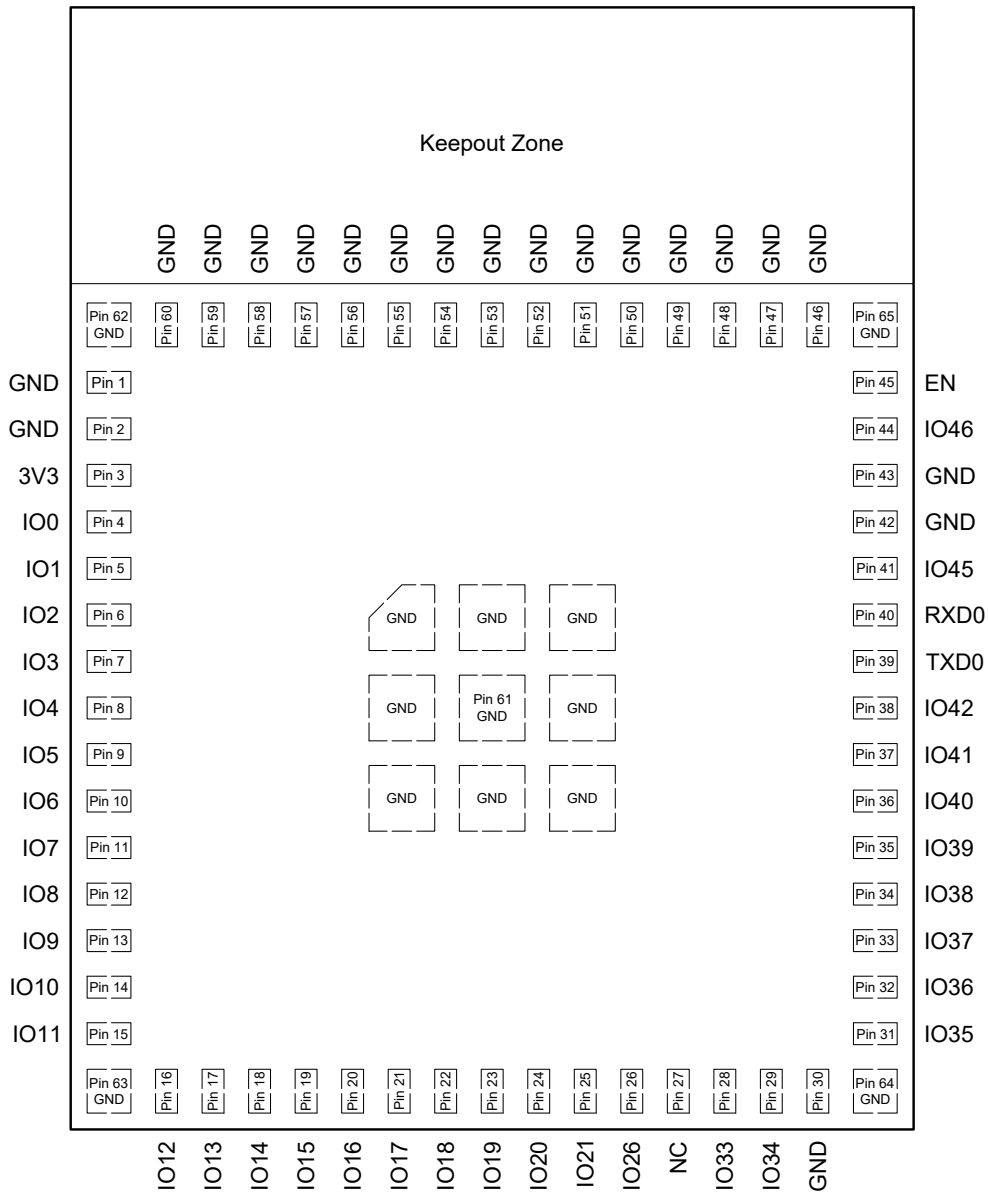 Keepout Zone
GND GND GND GND GND GND GND GND GND GND GND GND GND GND GND
Pin 62 GND
Pin 60 Pin 59 Pin 58 Pin 57 Pin 56 Pin 55 Pin 54 Pin 53 Pin 52 Pin 51 Pin 50 Pin 49 Pin 48 Pin 47 Pin 46
Pin 65 GND
GND Pin 1 Pin 45 EN
GND Pin 2 Pin 44 IO46
3V3 Pin 3 Pin 43 GND
IO0 Pin 4 Pin 42 GND
IO1 Pin 5 Pin 41 IO45
IO2 Pin 6 GND GND GND Pin 40 RXD0
IO3 Pin 7 Pin 39 TXD0
IO4 Pin 8 GND Pin 61 GND GND Pin 38 IO42
IO5 Pin 9 Pin 37 IO41
IO6 Pin 10 GND GND GND Pin 36 IO40
IO7 Pin 11 Pin 35 IO39
IO8 Pin 12 Pin 34 IO38
IO9 Pin 13 Pin 33 IO37
IO10 Pin 14 Pin 32 IO36
IO11 Pin 15 Pin 31 IO35
Pin 63 GND
Pin 16 Pin 17 Pin 18 Pin 19 Pin 20 Pin 21 Pin 22 Pin 23 Pin 24 Pin 25 Pin 26 Pin 27 Pin 28 Pin 29 Pin 30
Pin 64 GND
IO12 IO13 IO14 IO15 IO16 IO17 IO18 IO19 IO20 IO21 IO26 NC IO33 IO34 GND